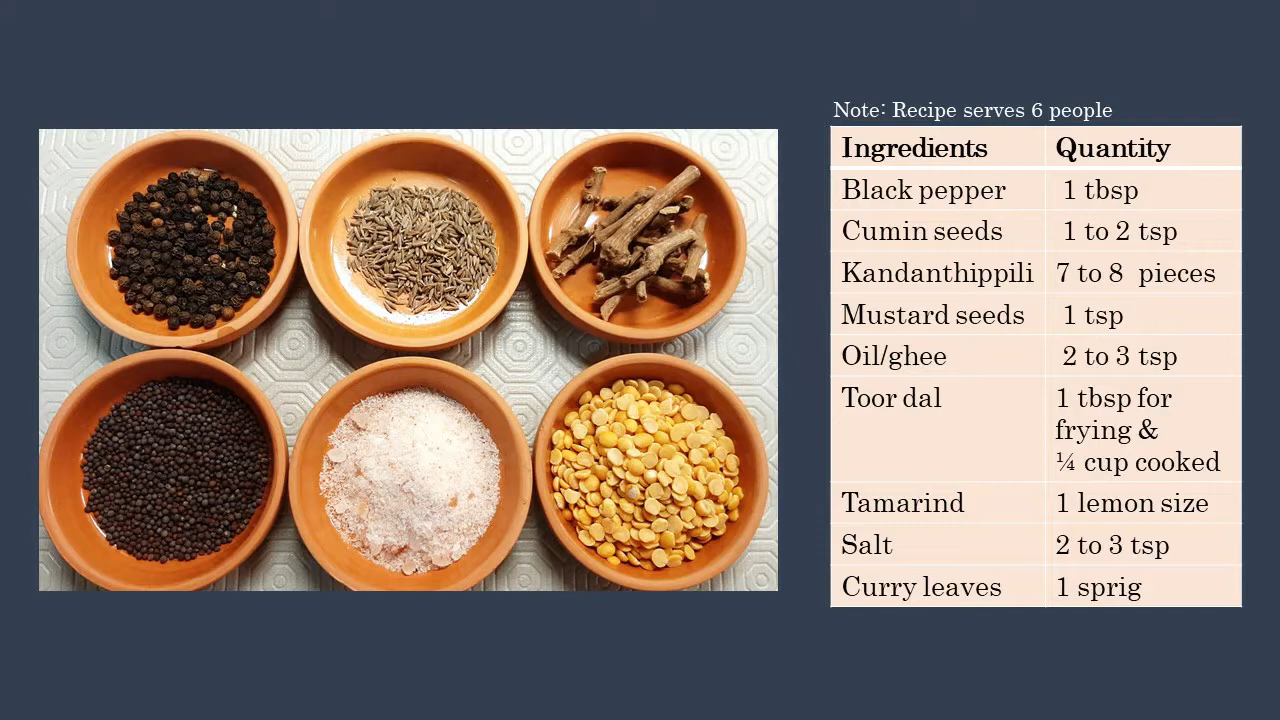 Note: Recipe serves 6 people
Ingredients Quantity
Black pepper 1 tbsp
Cumin seeds 1 to 2 tsp
Kandanthippili 7 to 8 pieces
Mustard seeds 1 tsp
Oil/ghee 2 to 3 tsp
Toor dal 1 tbsp for
frying &
¼ cup cooked
Tamarind 1 lemon size
Salt 2 to 3 tsp
Curry leaves 1 sprig